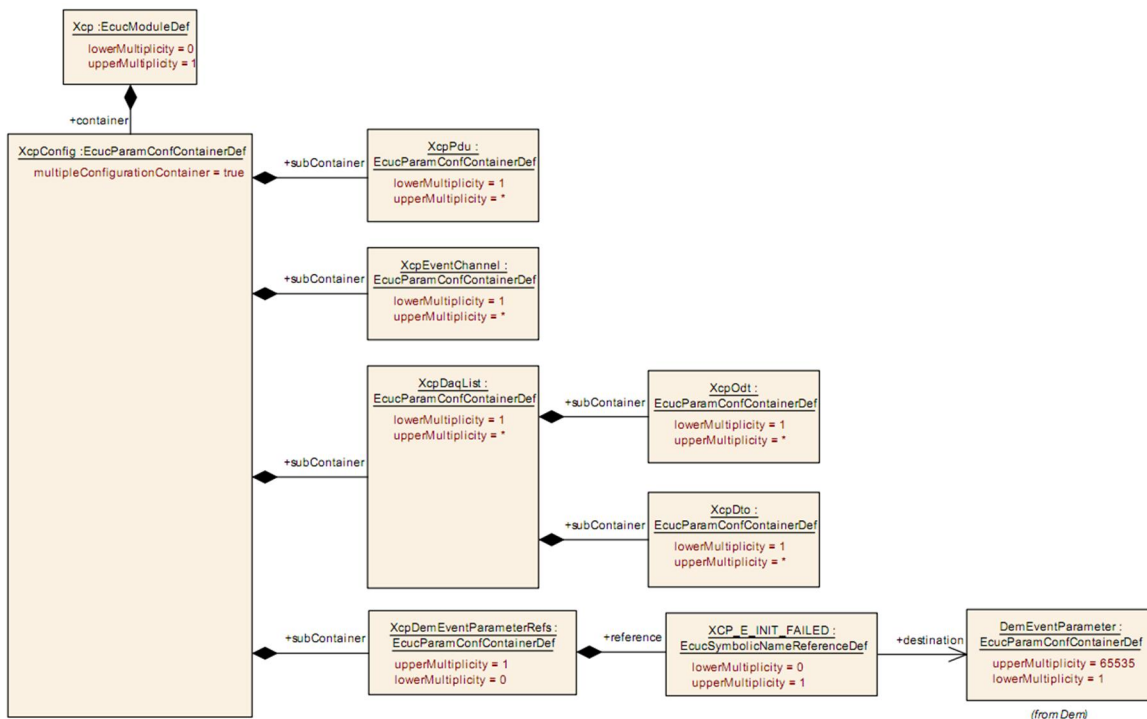 Xcp :EcucModuleDef
lowerMultiplicity = 0
upperMultiplicity = 1
+container
XcpConfig :EcucParamConfContainerDef
multipleConfigurationContainer = true
+subContainer
XcpPdu :
EcucParamConfContainerDef
lowerMultiplicity = 1
upperMultiplicity = *
+subContainer
XcpEventChannel :
EcucParamConfContainerDef
lowerMultiplicity = 1
upperMultiplicity = *
+subContainer
XcpDaqList :
EcucParamConfContainerDef
lowerMultiplicity = 1
upperMultiplicity = *
+subContainer
XcpOdt :
EcucParamConfContainerDef
lowerMultiplicity = 1
upperMultiplicity = *
+subContainer
XcpDto :
EcucParamConfContainerDef
lowerMultiplicity = 1
upperMultiplicity = *
+subContainer
XcpDemEventParameterRefs :
EcucParamConfContainerDef
upperMultiplicity = 1
lowerMultiplicity = 0
+reference
XCP_E_INIT_FAILED :
EcucSymbolicNameReferenceDef
lowerMultiplicity = 0
upperMultiplicity = 1
+destination
DemEventParameter :
EcucParamConfContainerDef
upperMultiplicity = 65535
lowerMultiplicity = 1
(from Dem)